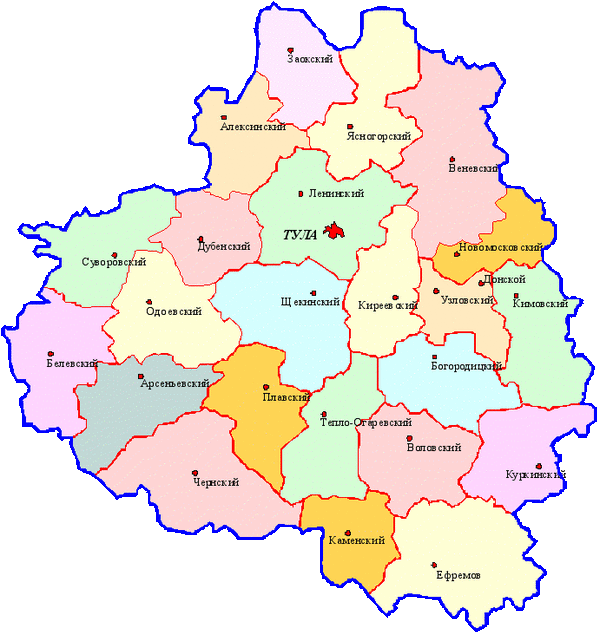 Заокский
Алексинский
Ясногорский
Веневский
Ленинский
ТУЛА
Дубенский
Новомосковский
Суворовский
Донской
Щекинский
Киреевский
Узловский
Кимовский
Одоевский
Белевский
Богородицкий
Арсеньевский
Плавский
Тепло-Огаревский
Воловский
Куркинский
Чернский
Каменский
Ефремов